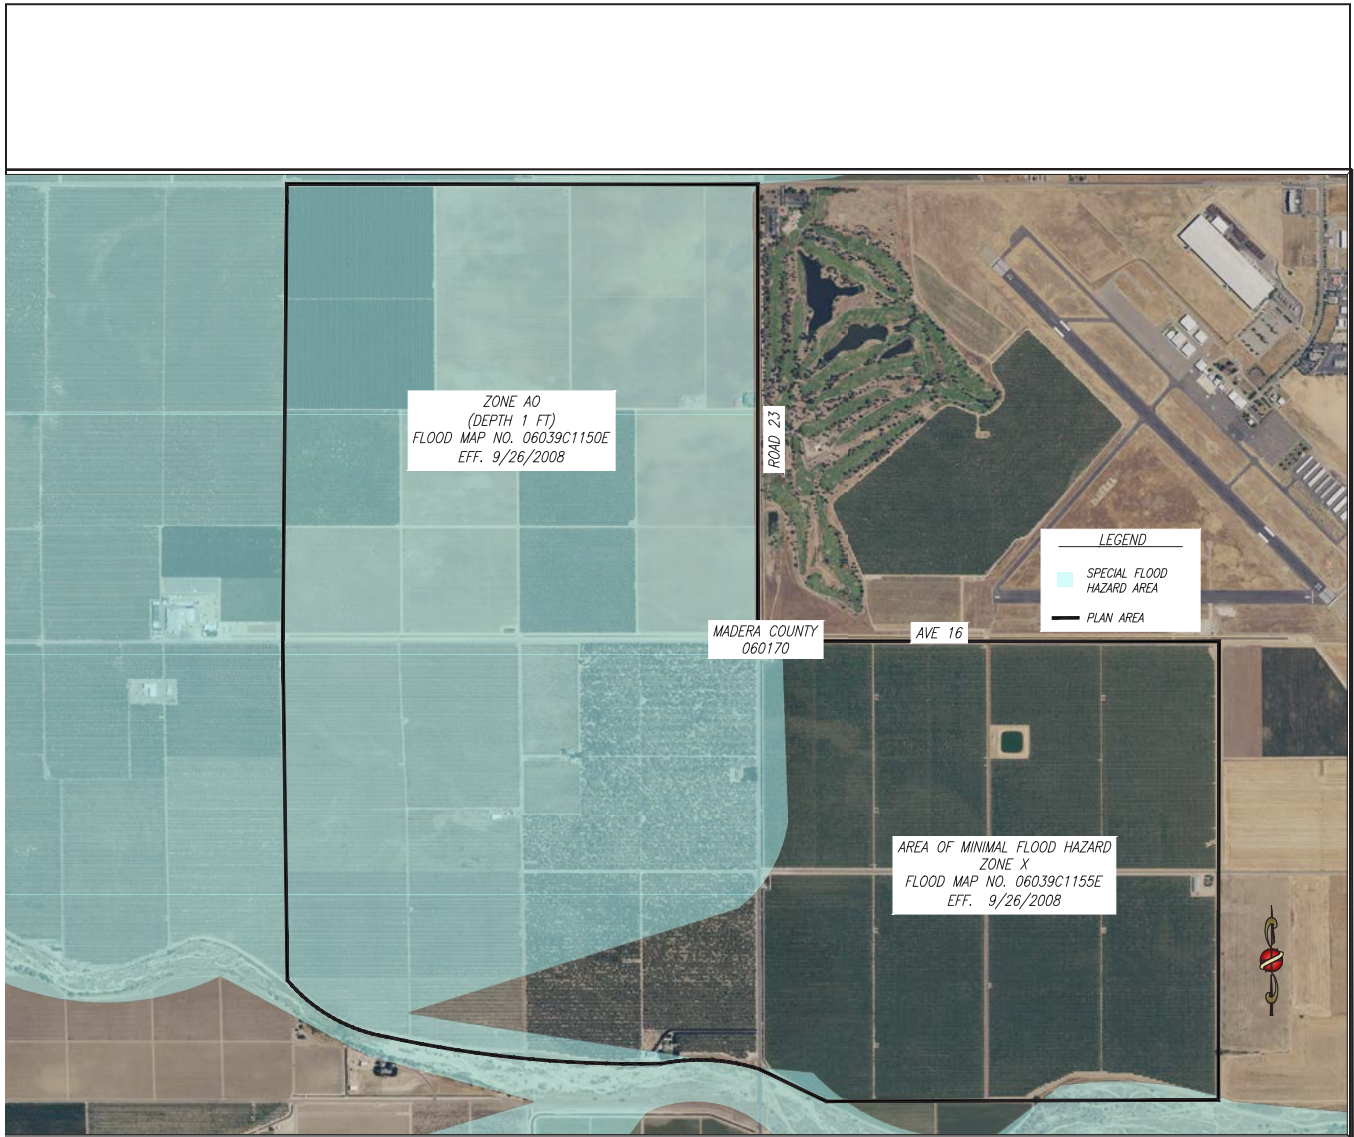 ZONE AO
(DEPTH 1 FT)
FLOOD MAP NO. 06039C1150E
EFF. 9/26/2008
ROAD 23
LEGEND
SPECIAL FLOOD
HAZARD AREA
PLAN AREA
MADERA COUNTY
060170
AVE 16
AREA OF MINIMAL FLOOD HAZARD
ZONE X
FLOOD MAP NO. 06039C1155E
EFF. 9/26/2008